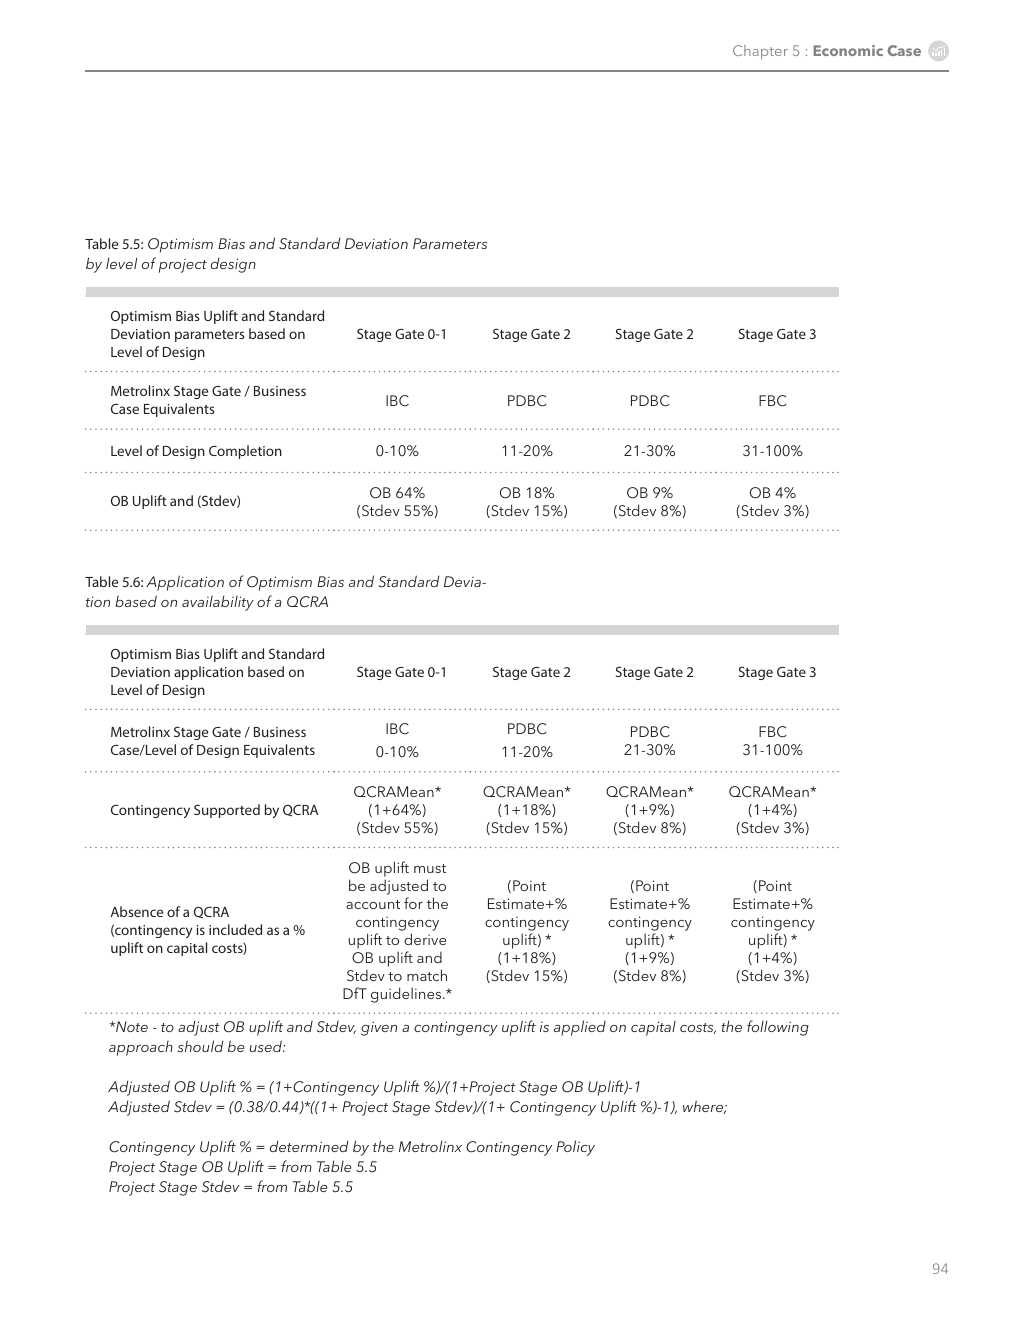 Chapter 5 : Economic Case
Table 5.5: Optimism Bias and Standard Deviation Parameters
by level of project design
Optimism Bias Uplift and Standard
Deviation parameters based on
Level of Design
Stage Gate 0-1
Stage Gate 2
Stage Gate 2
Stage Gate 3
Metrolinx Stage Gate / Business
Case Equivalents
IBC
PDBC
PDBC
FBC
Level of Design Completion
0-10%
11-20%
21-30%
31-100%
OB Uplift and (Stdev)
OB 64%
(Stdev 55%)
OB 18%
(Stdev 15%)
OB 9%
(Stdev 8%)
OB 4%
(Stdev 3%)
Table 5.6: Application of Optimism Bias and Standard Devia-
tion based on availability of a QCRA
Optimism Bias Uplift and Standard
Deviation application based on
Level of Design
Stage Gate 0-1
Stage Gate 2
Stage Gate 2
Stage Gate 3
Metrolinx Stage Gate / Business
Case/Level of Design Equivalents
IBC
0-10%
PDBC
11-20%
PDBC
21-30%
FBC
31-100%
Contingency Supported by QCRA
QCRAMean*
(1+64%)
(Stdev 55%)
QCRAMean*
(1+18%)
(Stdev 15%)
QCRAMean*
(1+9%)
(Stdev 8%)
QCRAMean*
(1+4%)
(Stdev 3%)
Absence of a QCRA
(contingency is included as a %
uplift on capital costs)
OB uplift must
be adjusted to
account for the
contingency
uplift to derive
OB uplift and
Stdev to match
DfT guidelines.*
(Point
Estimate+%
contingency
uplift) *
(1+18%)
(Stdev 15%)
(Point
Estimate+%
contingency
uplift) *
(1+9%)
(Stdev 8%)
(Point
Estimate+%
contingency
uplift) *
(1+4%)
(Stdev 3%)
*Note - to adjust OB uplift and Stdev, given a contingency uplift is applied on capital costs, the following
approach should be used:
Adjusted OB Uplift % = (1+Contingency Uplift %)/(1+Project Stage OB Uplift)-1
Adjusted Stdev = (0.38/0.44)*((1+ Project Stage Stdev)/(1+ Contingency Uplift %)-1), where;
Contingency Uplift % = determined by the Metrolinx Contingency Policy
Project Stage OB Uplift = from Table 5.5
Project Stage Stdev = from Table 5.5
94